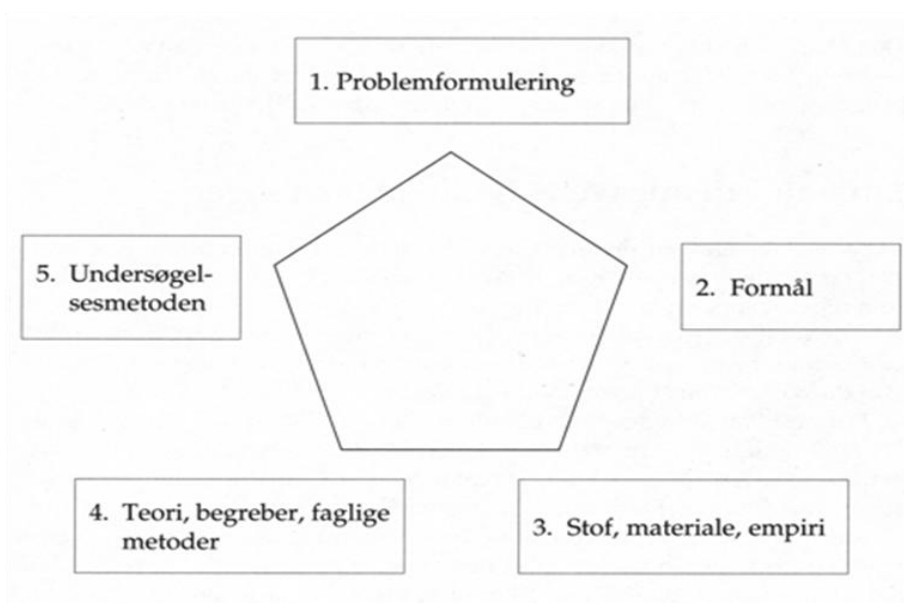 1. Problemformulering
2. Formål
3. Stof, materiale, empiri
4. Teori, begreber, faglige
metoder
5. Undersøgel-
sesmetoden